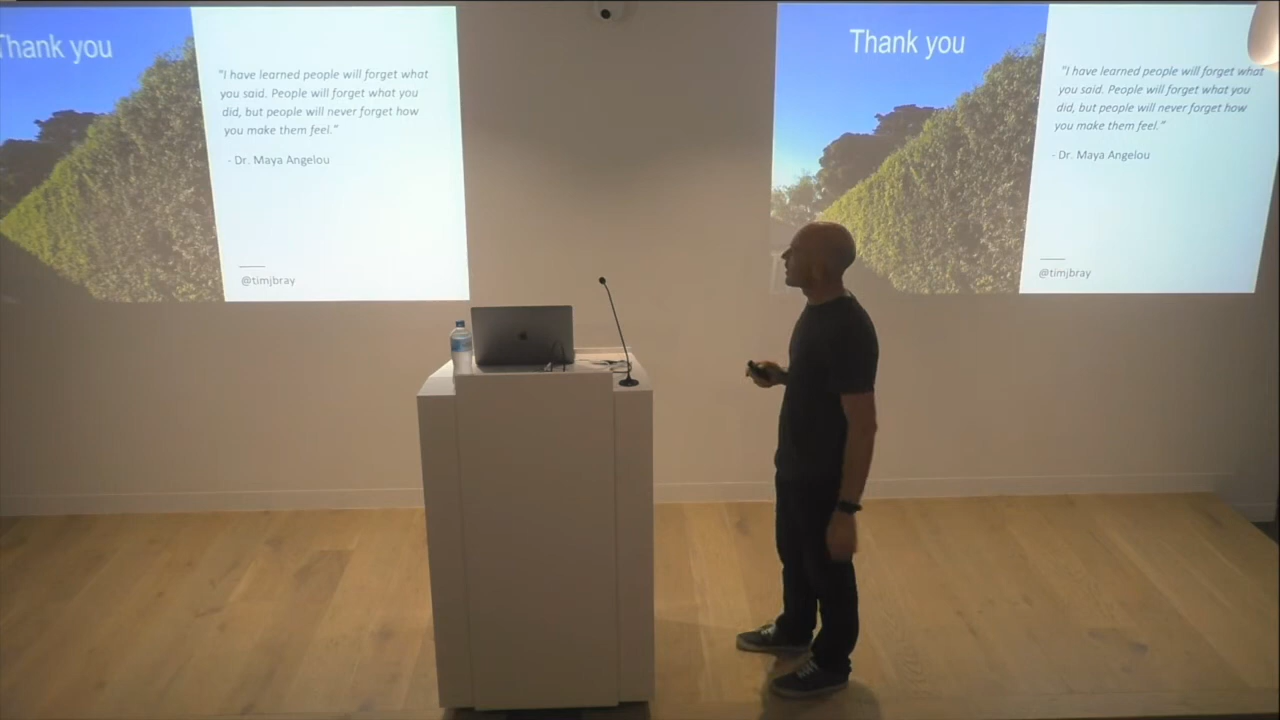 Thank you
"I have learned people will forget what
you said. People will forget what you
did, but people will never forget how
you make them feel."
- Dr. Maya Angelou
@timjbray
Thank you
"I have learned people will forget what
you said. People will forget what you
did, but people will never forget how
you make them feel."
- Dr. Maya Angelou
@timjbray